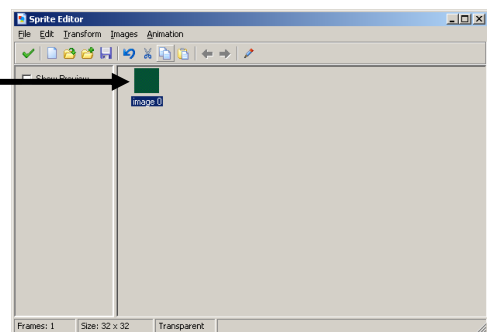 Sprite Editor
File Edit Transform Images Animation
Show Preview
image 0
Frames: 1 Size: 32 x 32 Transparent